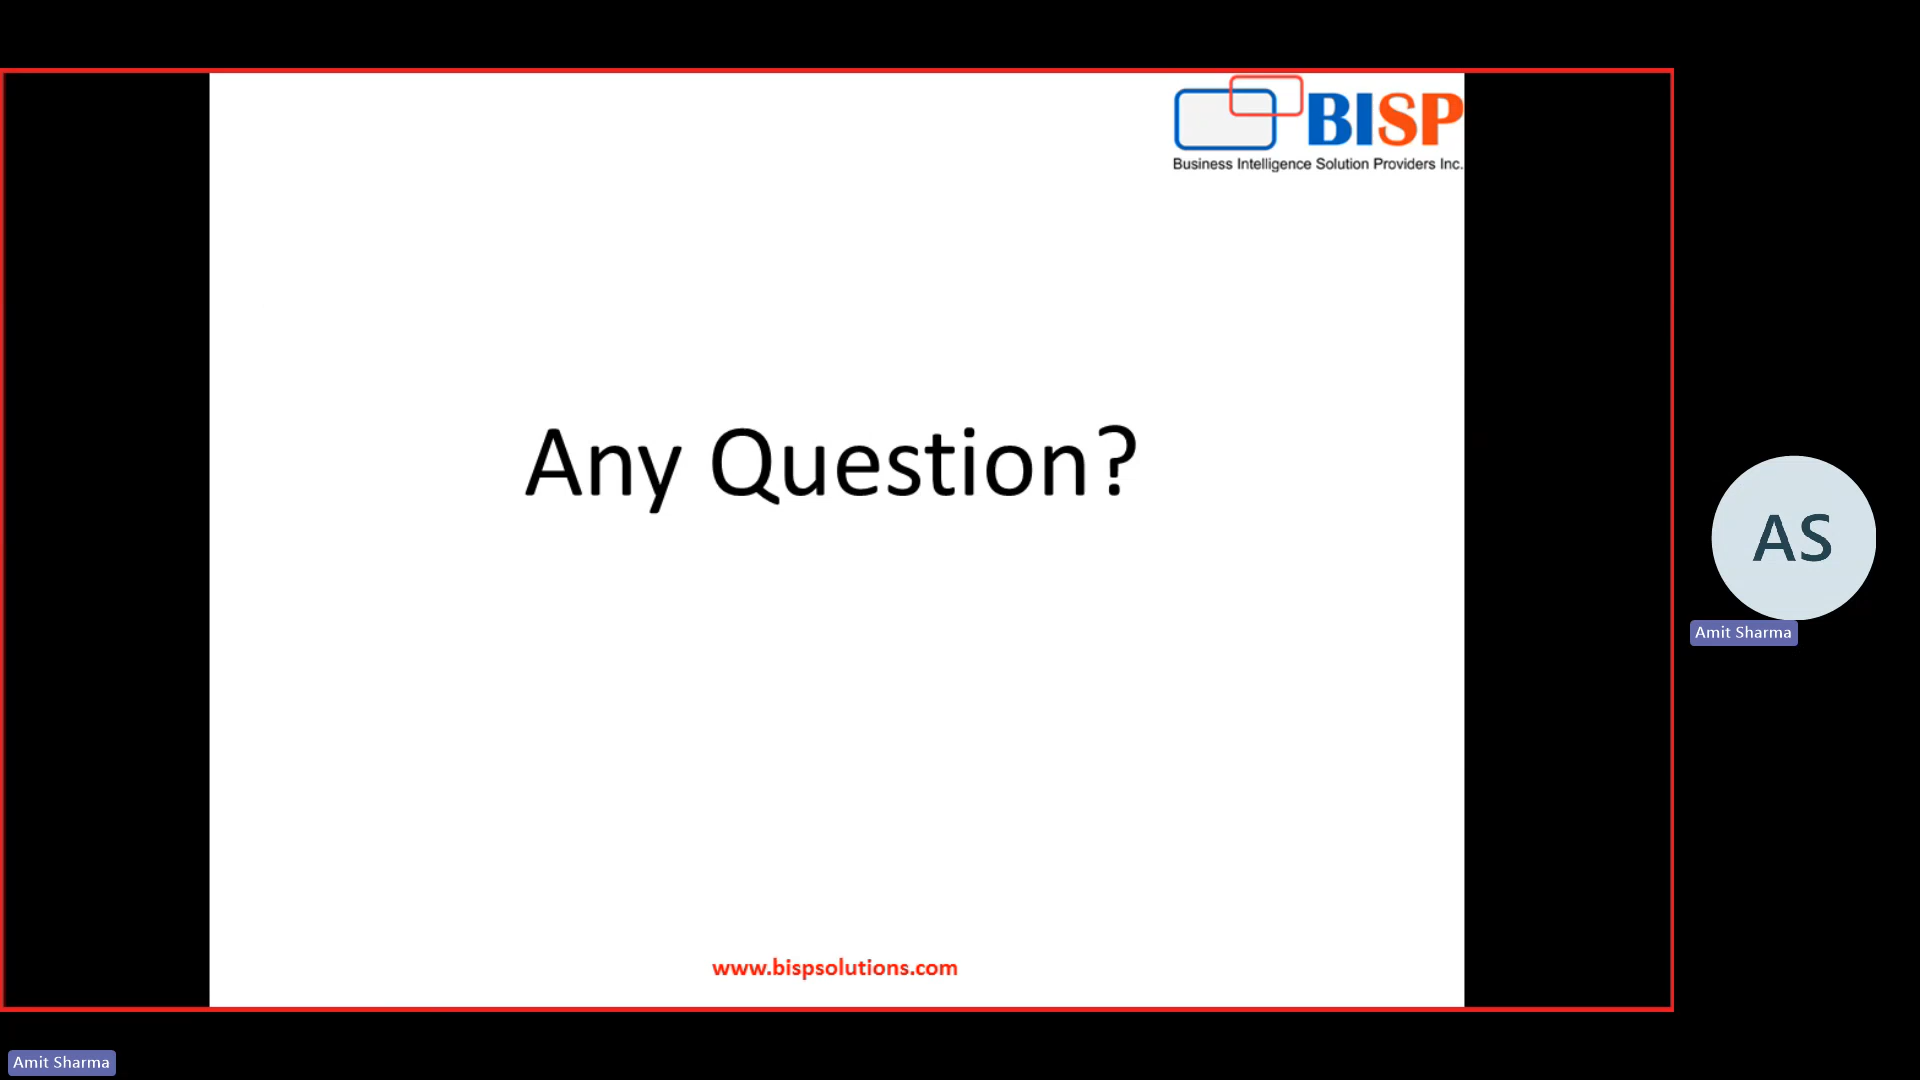 BISP
Business Intelligence Solution Providers Inc.
Any Question?
AS
Amit Sharma
www.bispsolutions.com
Amit Sharma